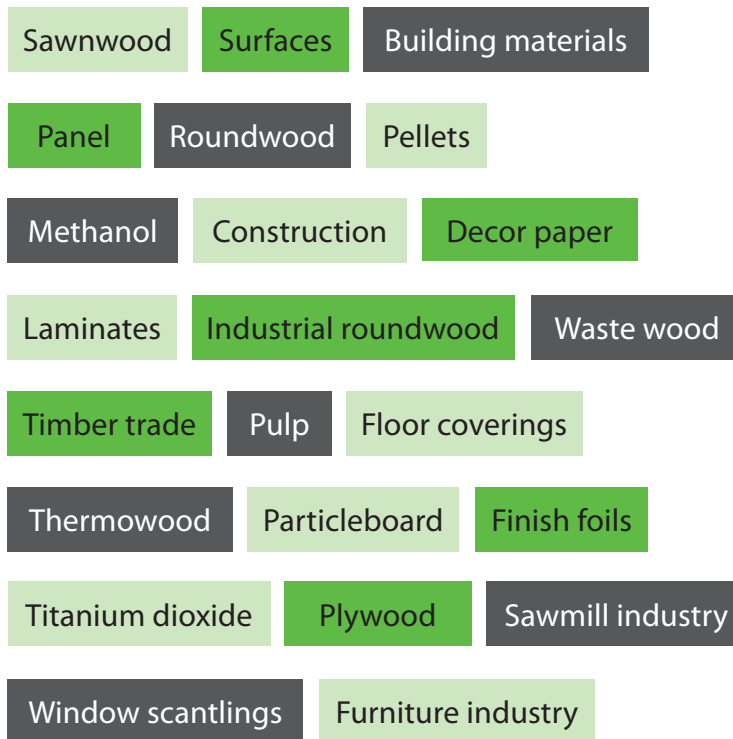 Sawnwood Surfaces Building materials
Panel Roundwood Pellets
Methanol Construction Decor paper
Laminates Industrial roundwood Waste wood
Timber trade Pulp Floor coverings
Thermowood Particleboard Finish foils
Titanium dioxide Plywood Sawmill industry
Window scantlings Furniture industry